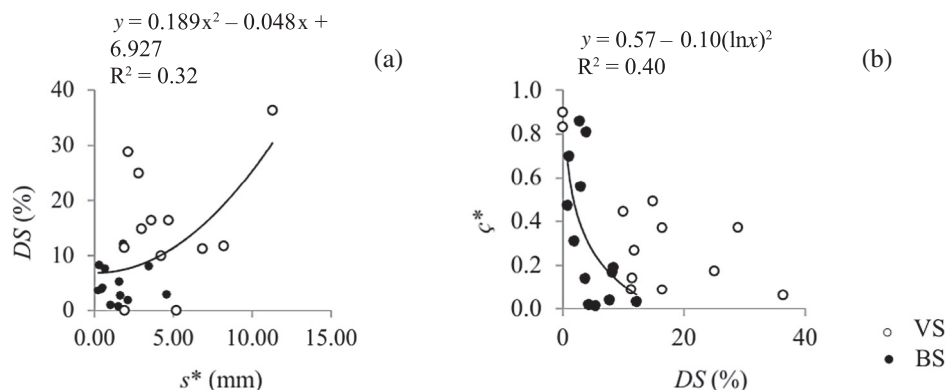 y = 0.189x² – 0.048x +
6.927
R² = 0.32
(a)
40
30
20
10
0
DS (%)
0.00 5.00 10.00 15.00
s* (mm)
y = 0.57 – 0.10(lnx)²
R² = 0.40
(b)
1.0
0.8
0.6
0.4
0.2
0.0
ς*
0 20 40
DS (%)
VS
BS